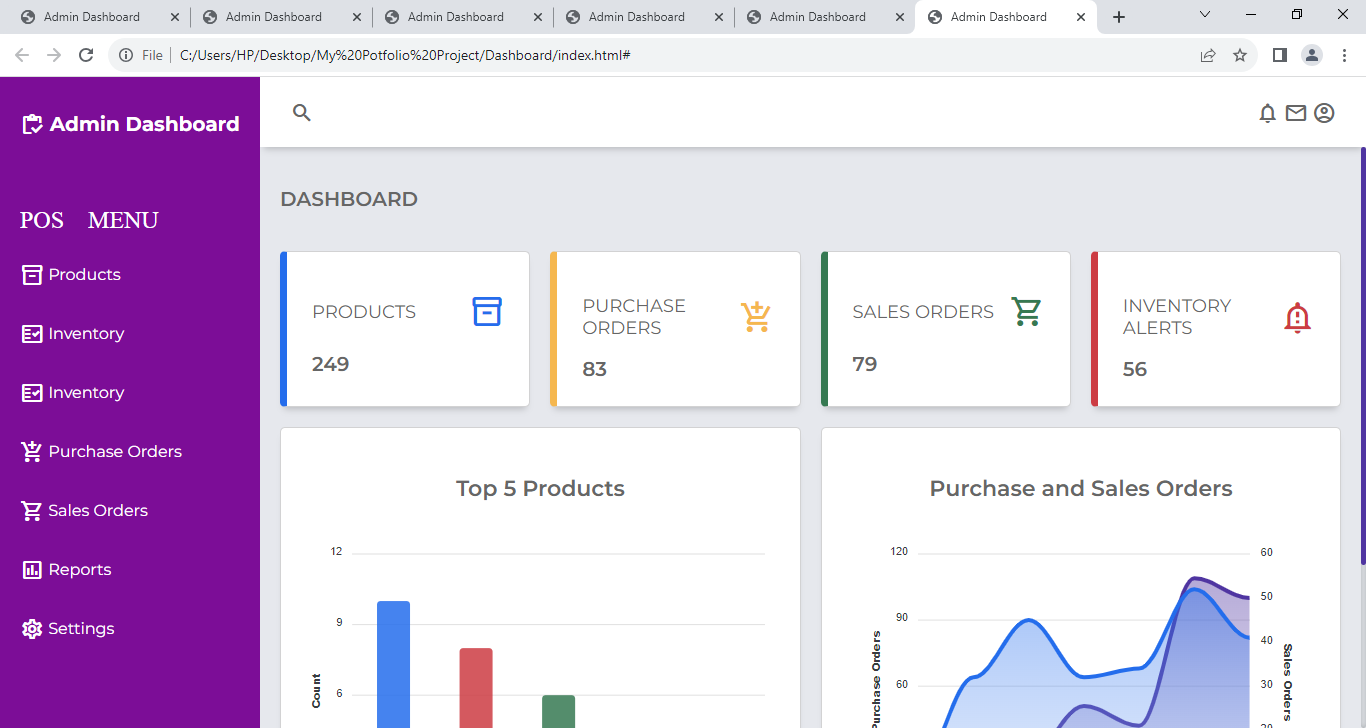 Admin Dashboard
Admin Dashboard
Admin Dashboard
Admin Dashboard
Admin Dashboard
Admin Dashboard
File C:/Users/HP/Desktop/My%20Potfolio%20Project/Dashboard/index.html#
Admin Dashboard
POS MENU
Products
Inventory
Inventory
Purchase Orders
Sales Orders
Reports
Settings
DASHBOARD
PRODUCTS
249
PURCHASE
ORDERS
83
SALES ORDERS
79
INVENTORY
ALERTS
56
Top 5 Products
12
9
6
Count
Purchase and Sales Orders
120
90
60
Purchase Orders
60
50
40
30
Sales Orders